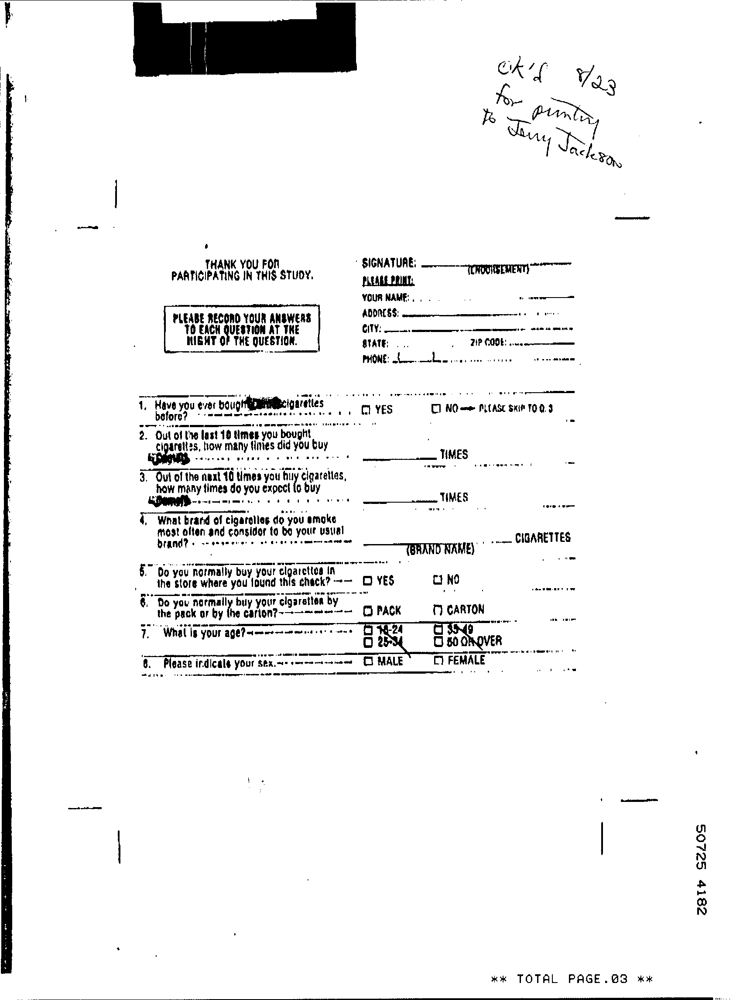 OK'd 8/23
for printing
to Jerry Jackson
THANK YOU FOR
PARTICIPATING IN THIS STUDY.
PLEASE RECORD YOUR ANSWERS
TO EACH QUESTION AT THE
RIGHT OF THE QUESTION.
SIGNATURE:
(ENDORSEMENT)
PLEASE PRINT:
YOUR NAME:
ADDRESS:
CITY:
STATE: ZIP CODE:
PHONE: ( )
1. Have you ever bought cigarettes
before? YES NO PLEASE SKIP TO Q. 3
2. Out of the last 10 times you bought
cigarettes, how many times did you buy
TIMES
3. Out of the next 10 times you buy cigarettes,
how many times do you expect to buy
TIMES
4. What brand of cigarettes do you smoke
most often and consider to be your usual
brand? CIGARETTES
(BRAND NAME)
5. Do you normally buy your cigarettes in
the store where you found this check? YES NO
6. Do you normally buy your cigarettes by
the pack or by the carton? PACK CARTON
7. What is your age? 18-24 35-49
25-34 50 OR OVER
8. Please indicate your sex. MALE FEMALE
50725 4182
** TOTAL PAGE.03 **